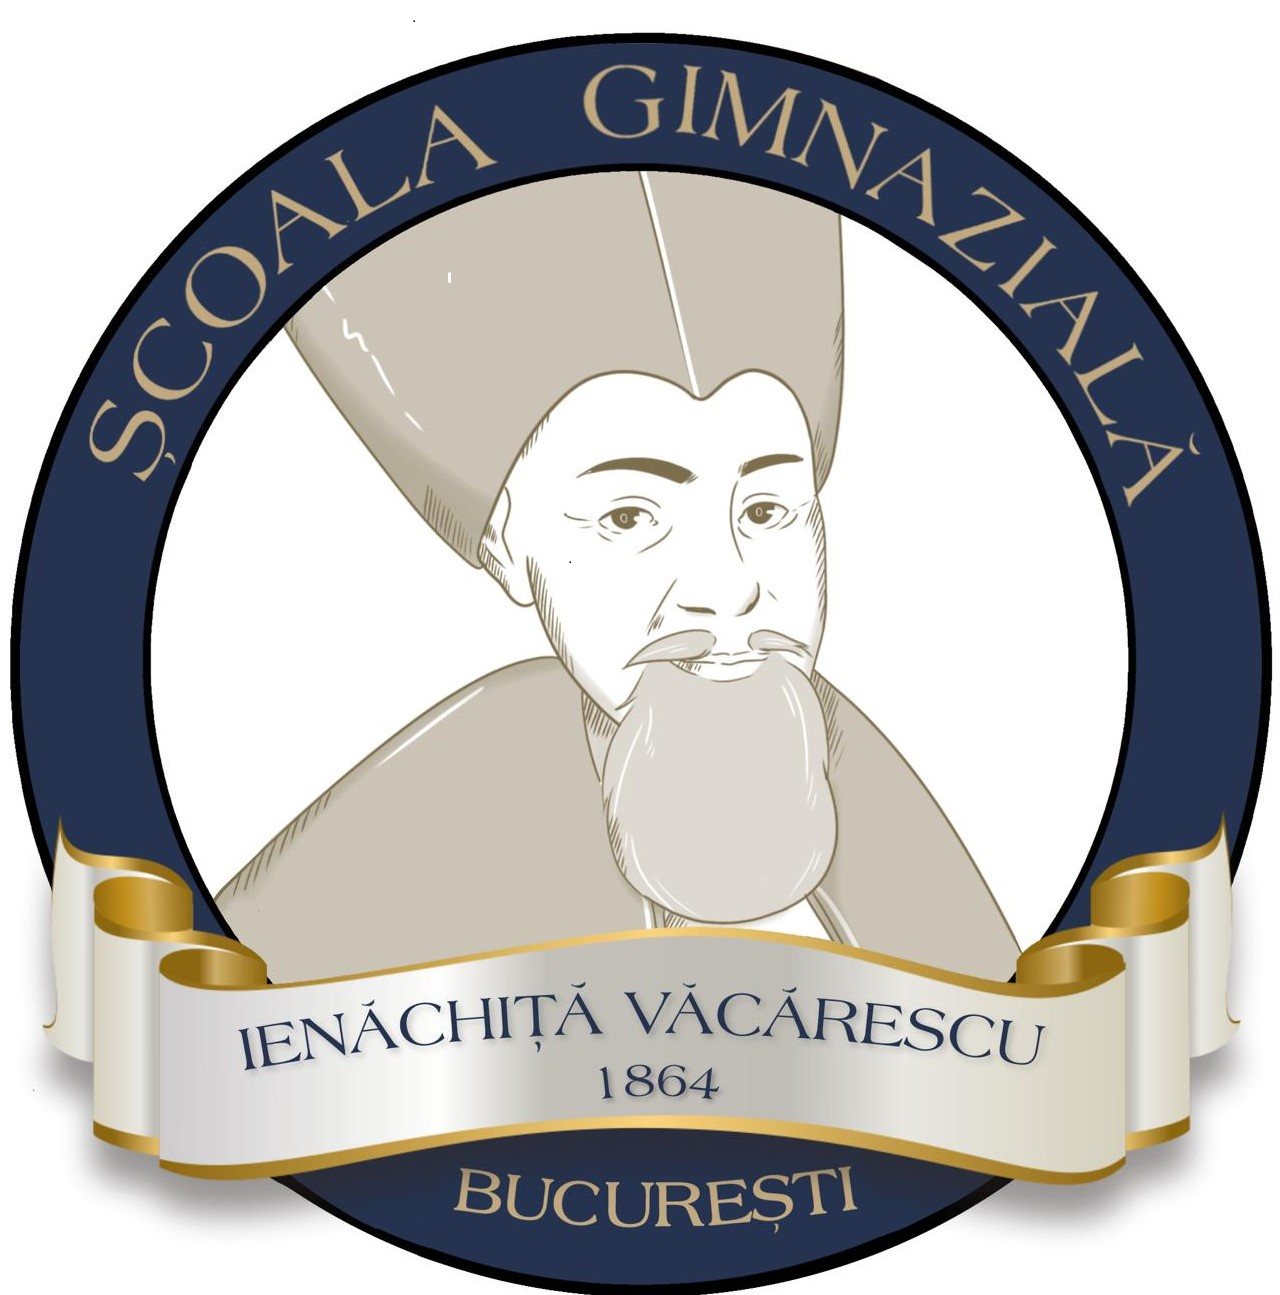 ȘCOALA GIMNAZIALĂ
IENĂCHIȚĂ VĂCĂRESCU
1864
BUCUREȘTI